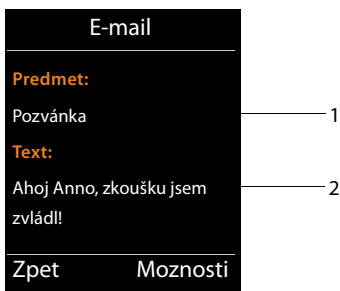 E-mail
Predmet:
Pozvánka
1
Text:
Ahoj Anno, zkoušku jsem
2
zvládl!
Zpet Moznosti